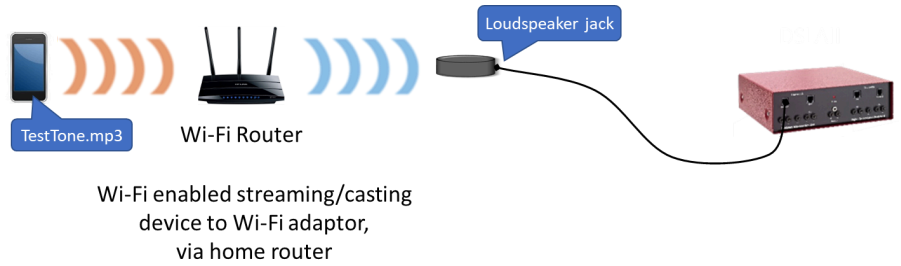 Loudspeaker jack
TestTone.mp3
Wi-Fi Router
Wi-Fi enabled streaming/casting
device to Wi-Fi adaptor,
via home router